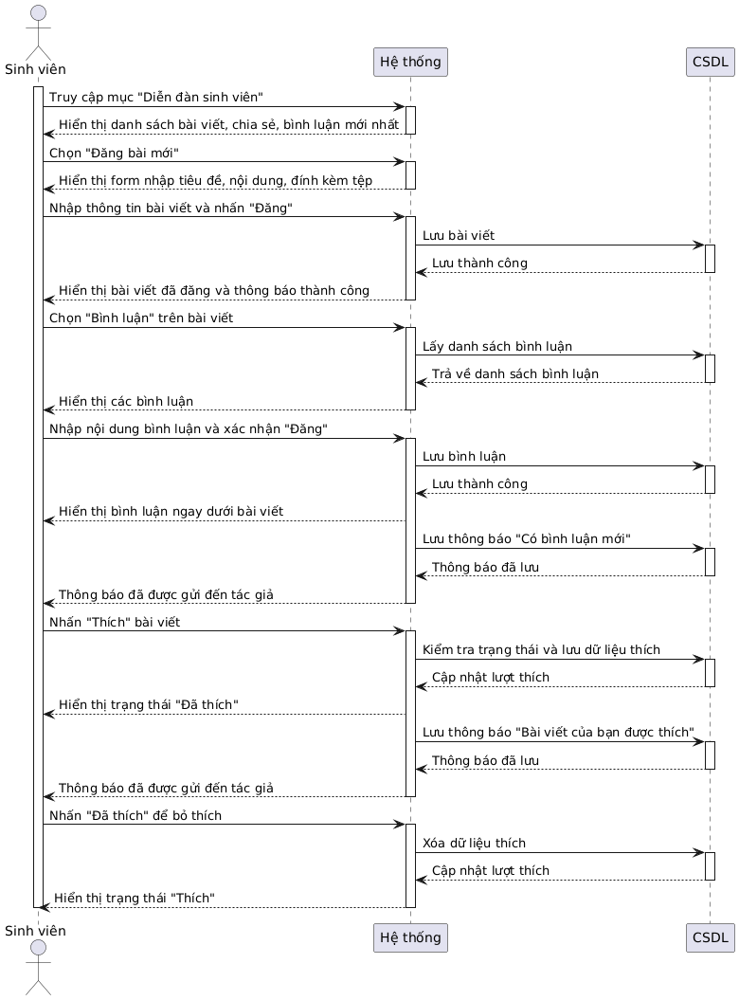 Sinh viên
Hệ thống
CSDL
Truy cập mục "Diễn đàn sinh viên"
Hiển thị danh sách bài viết, chia sẻ, bình luận mới nhất
Chọn "Đăng bài mới"
Hiển thị form nhập tiêu đề, nội dung, đính kèm tệp
Nhập thông tin bài viết và nhấn "Đăng"
Lưu bài viết
Lưu thành công
Hiển thị bài viết đã đăng và thông báo thành công
Chọn "Bình luận" trên bài viết
Lấy danh sách bình luận
Trả về danh sách bình luận
Hiển thị các bình luận
Nhập nội dung bình luận và xác nhận "Đăng"
Lưu bình luận
Lưu thành công
Hiển thị bình luận ngay dưới bài viết
Lưu thông báo "Có bình luận mới"
Thông báo đã lưu
Thông báo đã được gửi đến tác giả
Nhấn "Thích" bài viết
Kiểm tra trạng thái và lưu dữ liệu thích
Cập nhật lượt thích
Hiển thị trạng thái "Đã thích"
Lưu thông báo "Bài viết của bạn được thích"
Thông báo đã lưu
Thông báo đã được gửi đến tác giả
Nhấn "Đã thích" để bỏ thích
Xóa dữ liệu thích
Cập nhật lượt thích
Hiển thị trạng thái "Thích"
Sinh viên
Hệ thống
CSDL